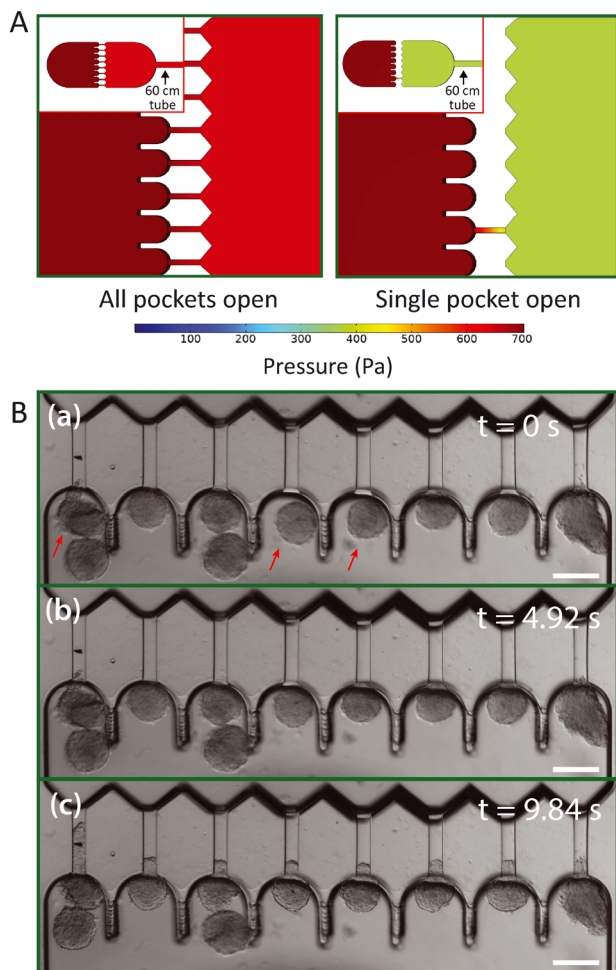 A
60 cm
tube
60 cm
tube
All pockets open
Single pocket open
100 200 300 400 500 600 700
Pressure (Pa)
B
(a)
t = 0 s
(b)
t = 4.92 s
(c)
t = 9.84 s